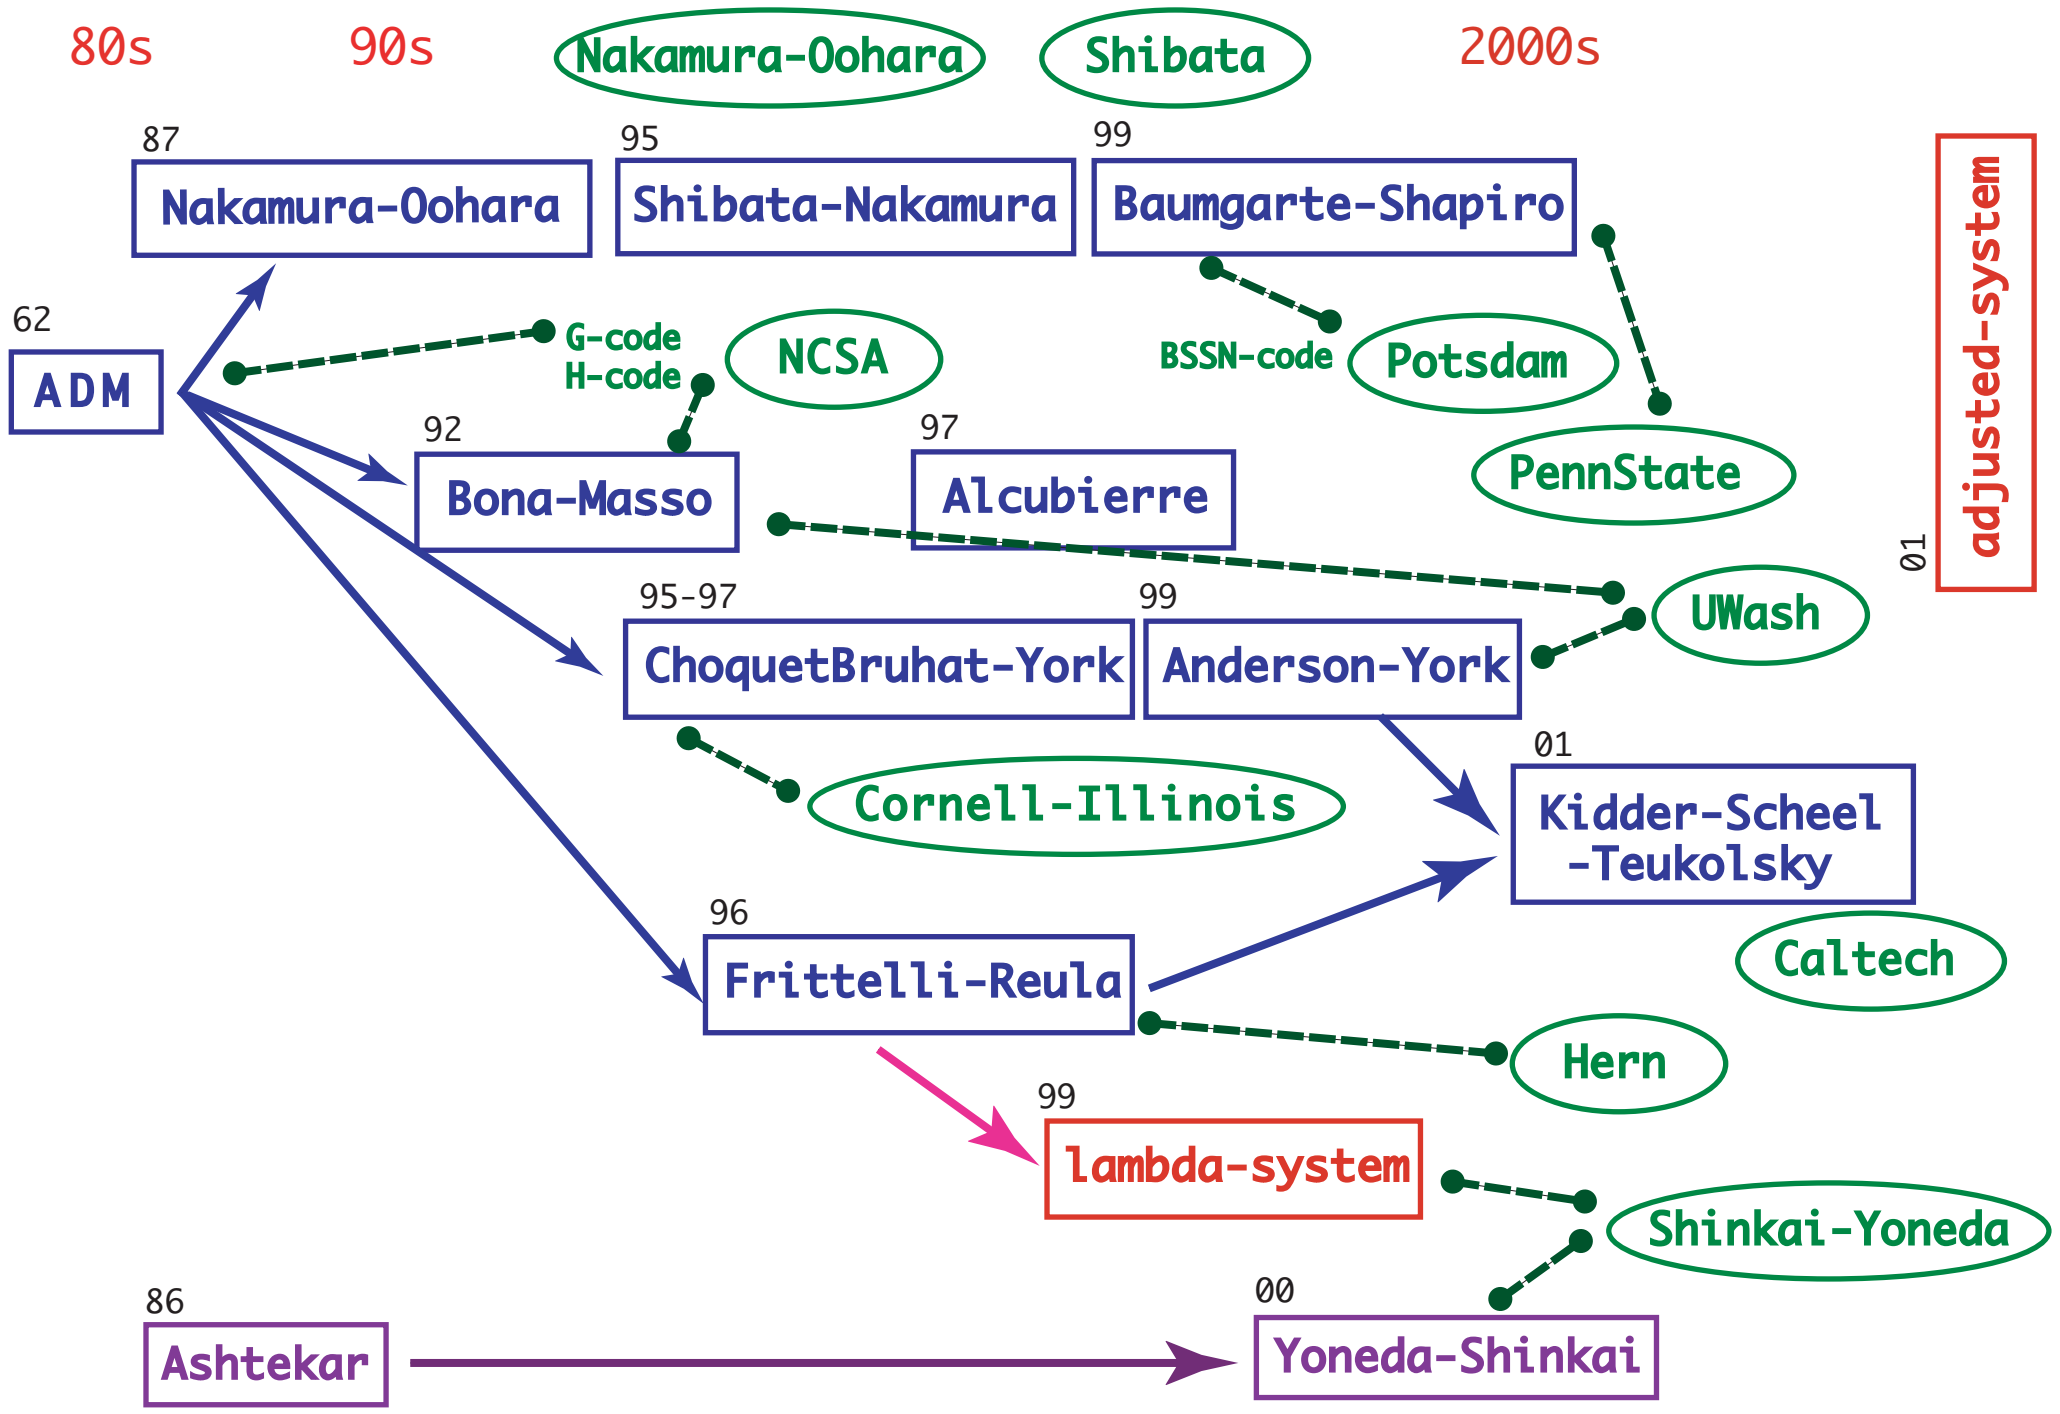 80s
90s
Nakamura-Oohara
Shibata
2000s
87
95
99
Nakamura-Oohara
Shibata-Nakamura
Baumgarte-Shapiro
adjusted-system
01
62
ADM
G-code
H-code
NCSA
BSSN-code
Potsdam
PennState
92
97
Bona-Masso
Alcubierre
95-97
99
UWash
ChoquetBruhat-York
Anderson-York
01
Cornell-Illinois
Kidder-Scheel
-Teukolsky
96
Frittelli-Reula
Caltech
Hern
99
lambda-system
Shinkai-Yoneda
86
00
Ashtekar
Yoneda-Shinkai